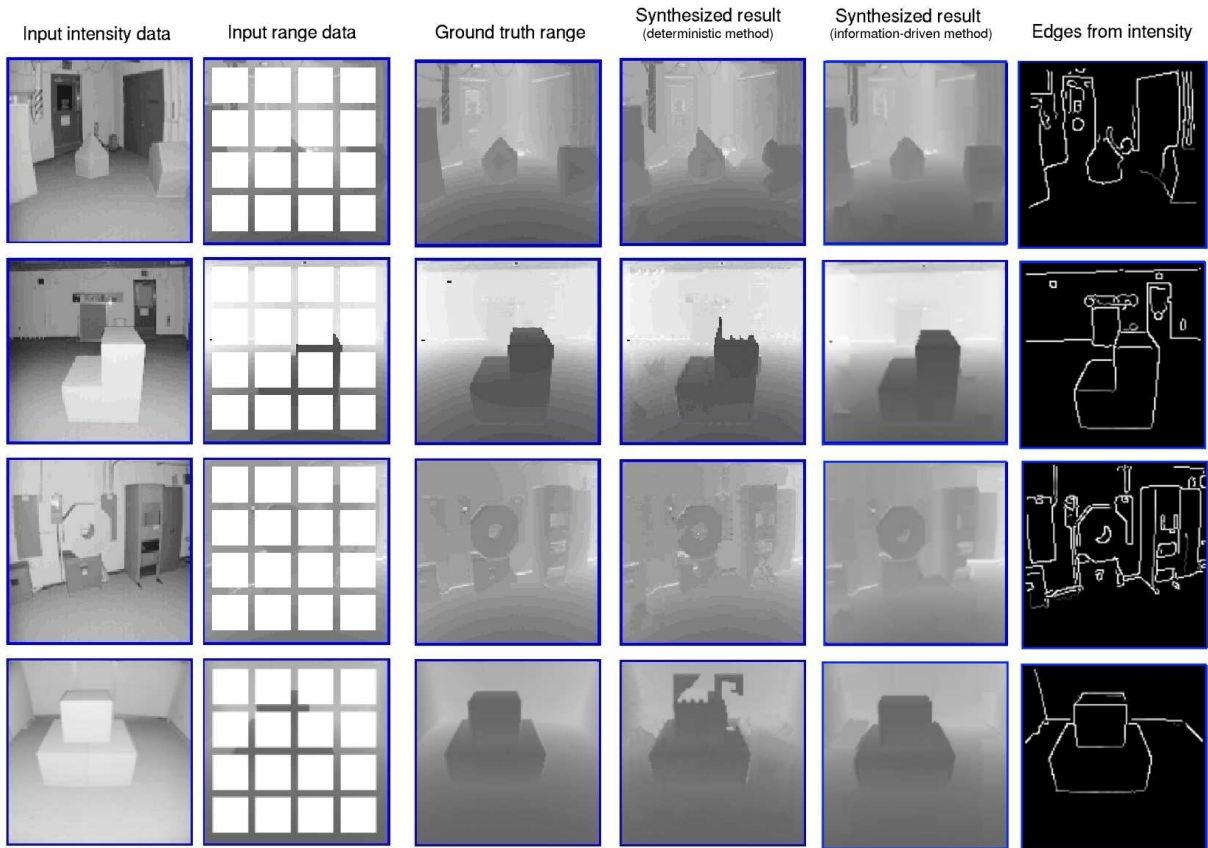 Input intensity data
Input range data
Ground truth range
Synthesized result
(deterministic method)
Synthesized result
(information-driven method)
Edges from intensity